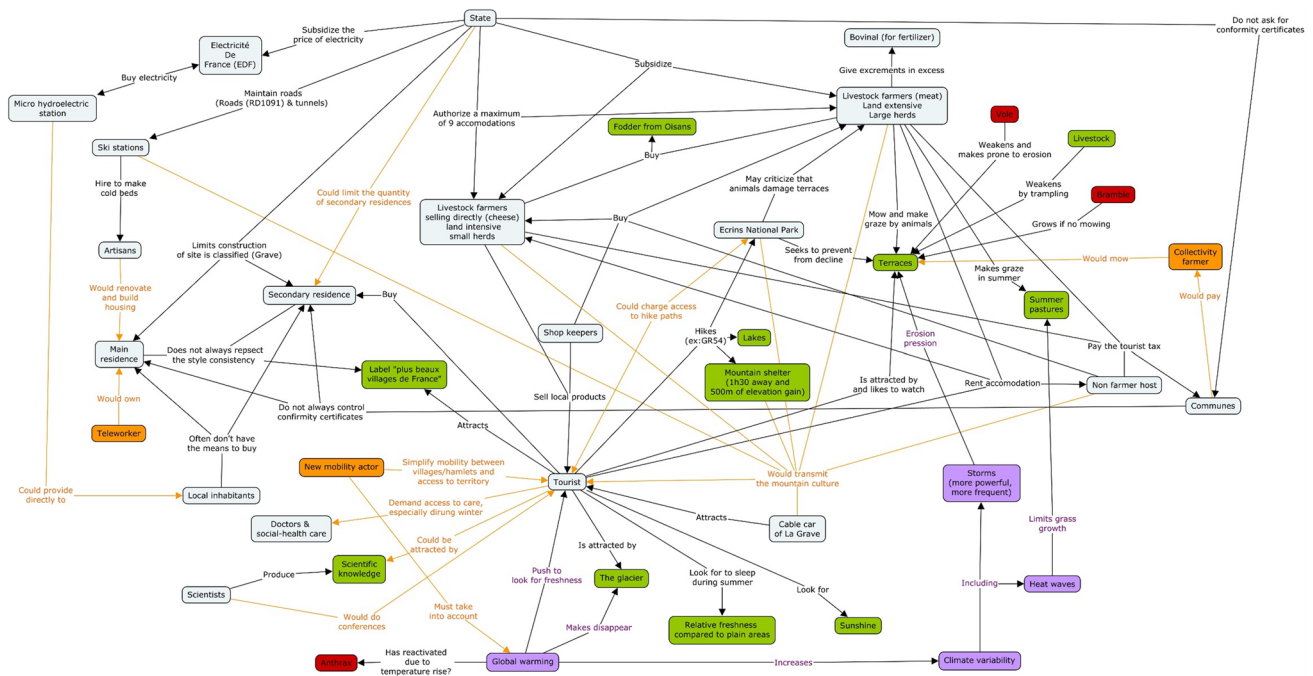 State
Do not ask for
conformity certificates
Subsidize the
price of electricity
Electricité
De
France (EDF)
Bovinal (for fertilizer)
Buy electricity
Subsidize
Give excrements in excess
Micro hydroelectric
station
Maintain roads
(Roads (RD1091) & tunnels)
Livestock farmers (meat)
Land extensive
Large herds
Authorize a maximum
of 9 accomodations
Fodder from Oisans
Vole
Livestock
Ski stations
Buy
Weakens and
makes prone to erosion
Hire to make
cold beds
May criticize that
animals damage terraces
Weakens
by trampling
Could limit the quantity
of secondary residences
Bramble
Livestock farmers
selling directly (cheese)
land intensive
small herds
Buy
Mow and make
graze by animals
Grows if no mowing
Ecrins National Park
Artisans
Limits construction
of site is classified (Grave)
Seeks to prevent
from decline
Terraces
Would mow
Collectivity
farmer
Makes graze
in summer
Would renovate
and build
housing
Secondary residence
Buy
Could charge access
to hike paths
Summer
pastures
Would pay
Shop keepers
Hikes
(ex:GR54)
Lakes
Erosion
pression
Main
residence
Does not always repsect
the style consistency
Pay the tourist tax
Label "plus beaux
villages de France"
Mountain shelter
(1h30 away and
500m of elevation gain)
Is attracted by
and likes to watch
Rent accomodation
Non farmer host
Would own
Sell local products
Do not always control
confirmity certificates
Communes
Teleworker
Attracts
Often don't have
the means to buy
New mobility actor
Simplify mobility between
villages/hamlets and
access to territory
Would transmit
the mountain culture
Storms
(more powerful,
more frequent)
Could provide
directly to
Local inhabitants
Tourist
Demand access to care,
especially dirung winter
Doctors &
social-health care
Attracts
Cable car
of La Grave
Limits grass
growth
Could be
attracted by
Is attracted by
Produce
Scientific
knowledge
Push to
look for freshness
The glacier
Look for to sleep
during summer
Look for
Including
Heat waves
Scientists
Would do
conferences
Must take
into account
Makes disappear
Relative freshness
compared to plain areas
Sunshine
Anthrax
Has reactivated
due to
temperature rise?
Global warming
Increases
Climate variability